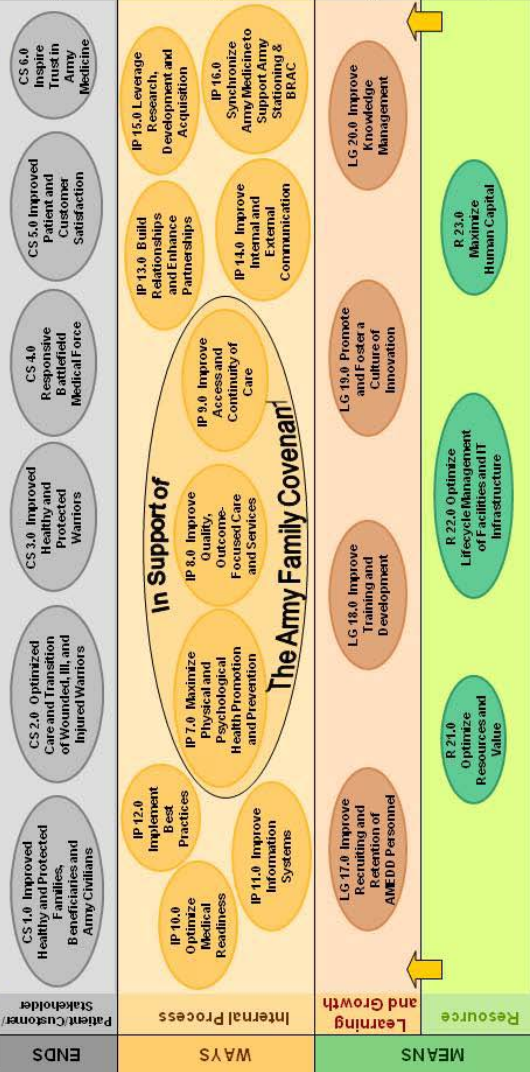 ENDS
Patient/Customer/
Stakeholder
CS 1.0 Improved
Healthy and Protected
Families,
Beneficiaries and
Army Civilians
CS 2.0 Optimized
Care and Transition
of Wounded, Ill, and
Injured Warriors
CS 3.0 Improved
Healthy and
Protected
Warriors
CS 4.0
Responsive
Battlefield
Medical Force
CS 5.0 Improved
Patient and
Customer
Satisfaction
CS 6.0
Inspire
Trust in
Army
Medicine
WAYS
Internal Process
IP 10.0
Optimize
Medical
Readiness
IP 12.0
Implement
Best
Practices
IP 11.0 Improve
Information
Systems
In Support of
IP 7.0 Maximize
Physical and
Psychological
Health Promotion
and Prevention
IP 8.0 Improve
Quality,
Outcome-
Focused Care
and Services
IP 9.0 Improve
Access and
Continuity of
Care
The Army Family Covenant
IP 13.0 Build
Relationships
and Enhance
Partnerships
IP 14.0 Improve
Internal and
External
Communication
IP 15.0 Leverage
Research,
Development and
Acquisition
IP 16.0
Synchronize
Army Medicine to
Support Army
Stationing &
BRAC
MEANS
Learning
and Growth
LG 17.0 Improve
Recruiting and
Retention of
AMEDD Personnel
LG 18.0 Improve
Training and
Development
LG 19.0 Promote
and Foster a
Culture of
Innovation
LG 20.0 Improve
Knowledge
Management
Resource
R 21.0
Optimize
Resources and
Value
R 22.0 Optimize
Lifecycle Management
of Facilities and IT
Infrastructure
R 23.0
Maximize
Human Capital